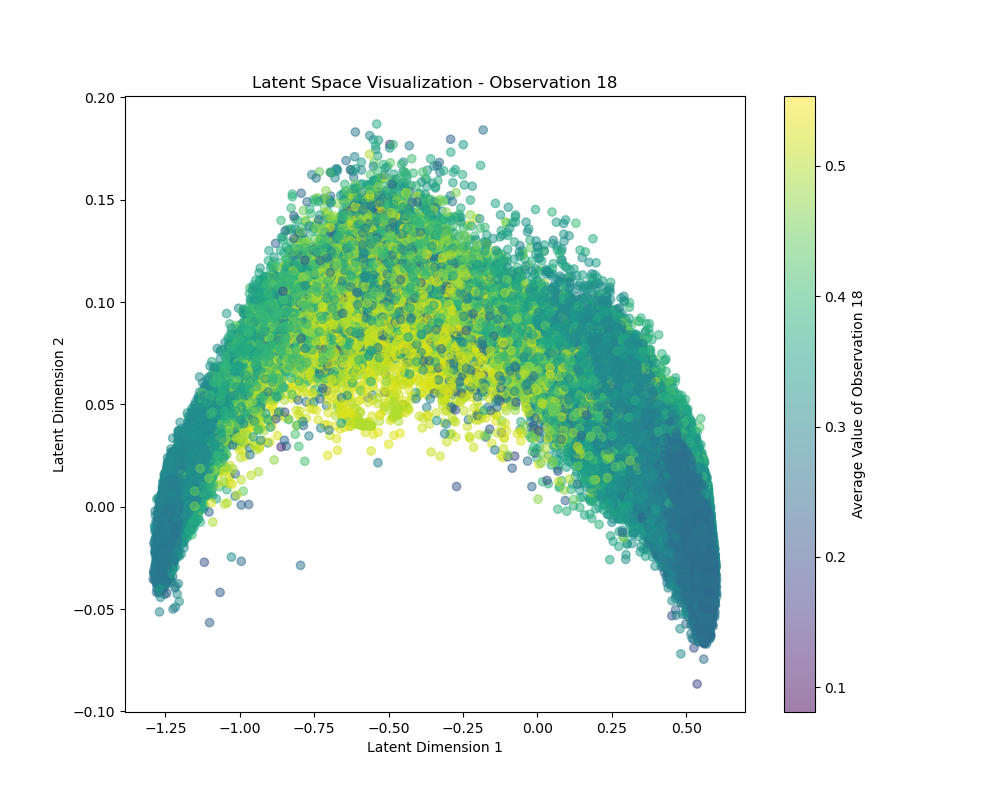 Latent Space Visualization - Observation 18
0.20
0.15
0.10
0.05
0.00
−0.05
−0.10
Latent Dimension 2
−1.25 −1.00 −0.75 −0.50 −0.25 0.00 0.25 0.50
Latent Dimension 1
0.5
0.4
0.3
0.2
0.1
Average Value of Observation 18